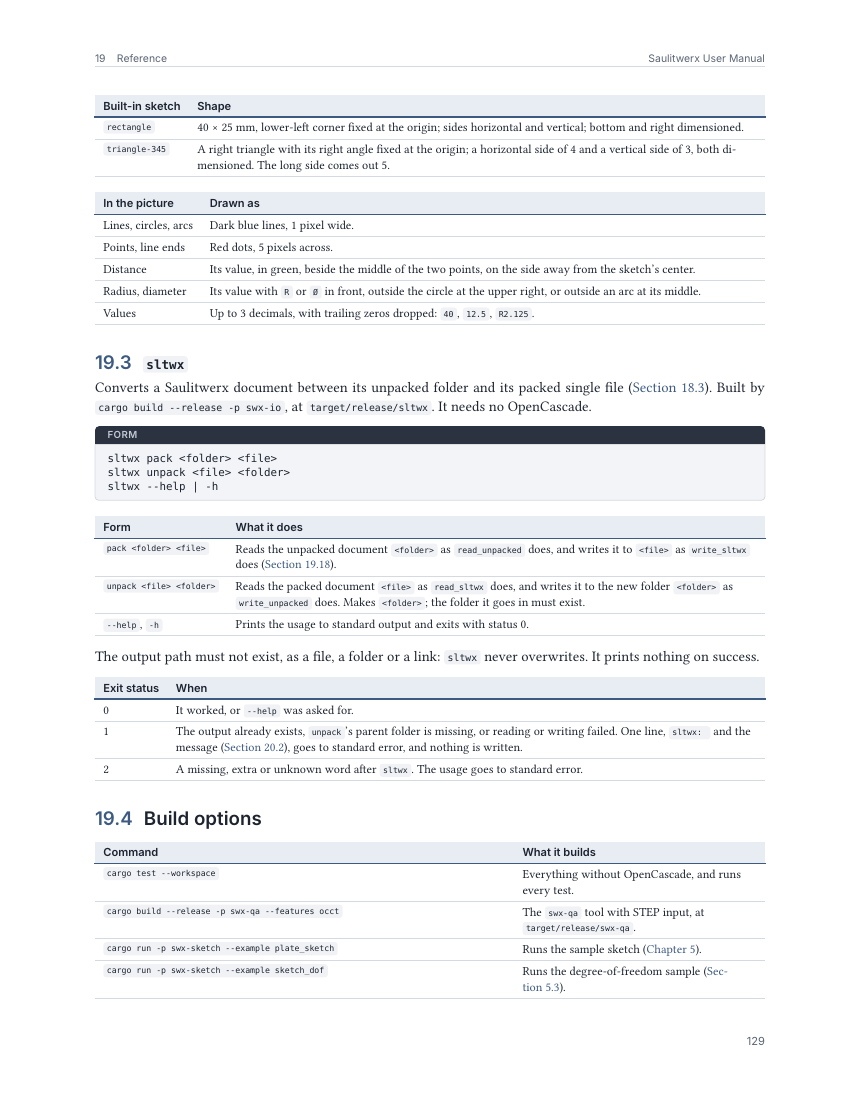 19 Reference Saulitwerx User Manual
Built-in sketch Shape
rectangle 40 × 25 mm, lower-left corner fixed at the origin; sides horizontal and vertical; bottom and right dimensioned.
triangle-345 A right triangle with its right angle fixed at the origin; a horizontal side of 4 and a vertical side of 3, both di-
mensioned. The long side comes out 5.
In the picture Drawn as
Lines, circles, arcs Dark blue lines, 1 pixel wide.
Points, line ends Red dots, 5 pixels across.
Distance Its value, in green, beside the middle of the two points, on the side away from the sketch's center.
Radius, diameter Its value with R or Ø in front, outside the circle at the upper right, or outside an arc at its middle.
Values Up to 3 decimals, with trailing zeros dropped: 40, 12.5, R2.125.
19.3 sltwx
Converts a Saulitwerx document between its unpacked folder and its packed single file (Section 18.3). Built by
cargo build --release -p swx-io, at target/release/sltwx. It needs no OpenCascade.
FORM
sltwx pack <folder> <file>
sltwx unpack <file> <folder>
sltwx --help | -h
Form What it does
pack <folder> <file> Reads the unpacked document <folder> as read_unpacked does, and writes it to <file> as write_sltwx
does (Section 19.18).
unpack <file> <folder> Reads the packed document <file> as read_sltwx does, and writes it to the new folder <folder> as
write_unpacked does. Makes <folder>; the folder it goes in must exist.
--help, -h Prints the usage to standard output and exits with status 0.
The output path must not exist, as a file, a folder or a link: sltwx never overwrites. It prints nothing on success.
Exit status When
0 It worked, or --help was asked for.
1 The output already exists, unpack's parent folder is missing, or reading or writing failed. One line, sltwx: and the
message (Section 20.2), goes to standard error, and nothing is written.
2 A missing, extra or unknown word after sltwx. The usage goes to standard error.
19.4 Build options
Command What it builds
cargo test --workspace Everything without OpenCascade, and runs
every test.
cargo build --release -p swx-qa --features occt The swx-qa tool with STEP input, at
target/release/swx-qa.
cargo run -p swx-sketch --example plate_sketch Runs the sample sketch (Chapter 5).
cargo run -p swx-sketch --example sketch_dof Runs the degree-of-freedom sample (Sec-
tion 5.3).
129